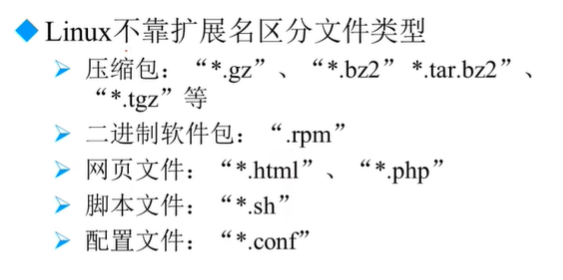 Linux不靠扩展名区分文件类型
压缩包：“*.gz”、“*.bz2” *.tar.bz2”、
“*.tgz”等
二进制软件包：“.rpm”
网页文件：“*.html”、“*.php”
脚本文件：“*.sh”
配置文件：“*.conf”